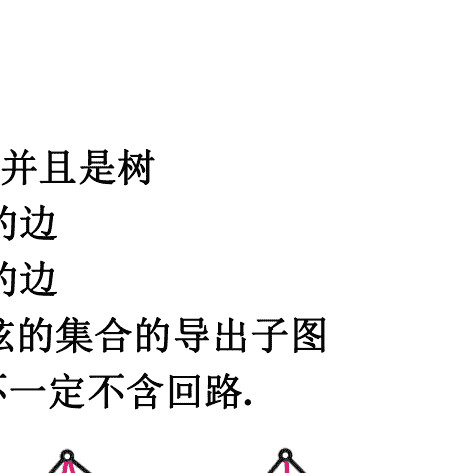 并且是树
的边
的边
弦的集合的导出子图
不一定不含回路.